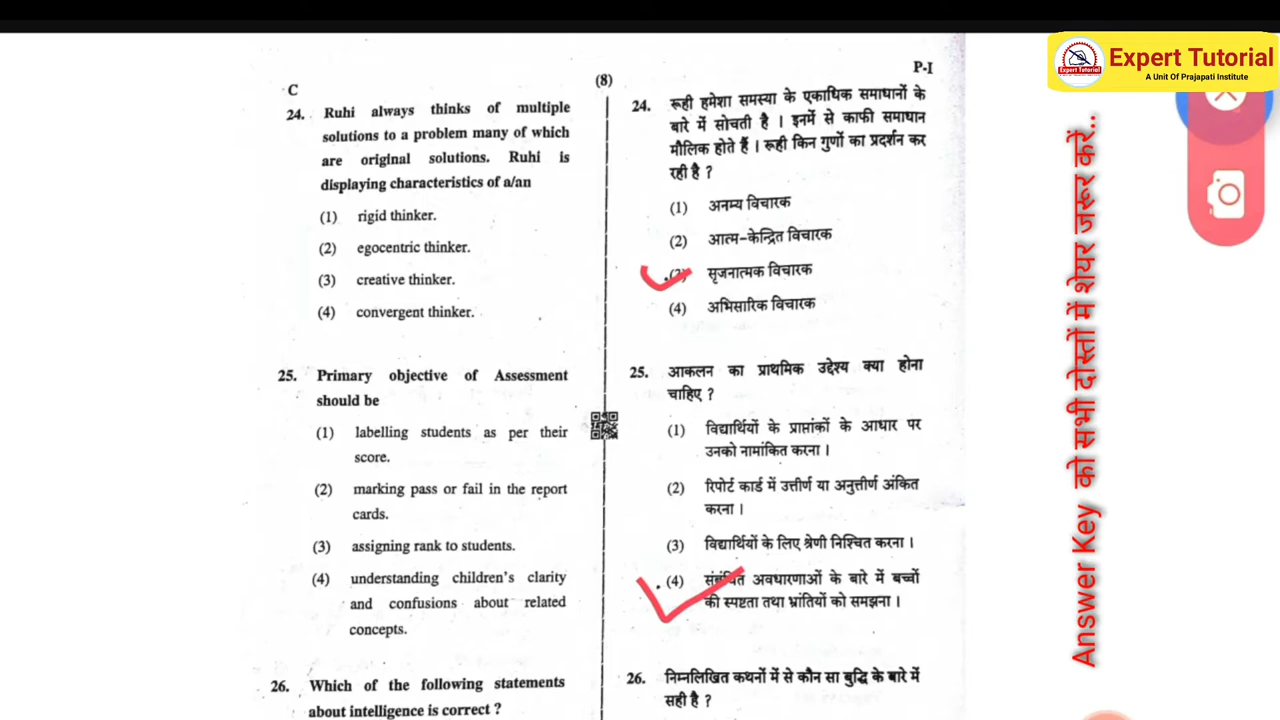 Expert Tutorial
A Unit Of Prajapati Institute
Expert Tutorial
C
(8)
P-I
24. Ruhi always thinks of multiple
solutions to a problem many of which
are original solutions. Ruhi is
displaying characteristics of a/an
(1) rigid thinker.
(2) egocentric thinker.
(3) creative thinker.
(4) convergent thinker.
25. Primary objective of Assessment
should be
(1) labelling students as per their
score.
(2) marking pass or fail in the report
cards.
(3) assigning rank to students.
(4) understanding children's clarity
and confusions about related
concepts.
26. Which of the following statements
about intelligence is correct ?
24. रूही हमेशा समस्या के एकाधिक समाधानों के
बारे में सोचती है । इनमें से काफी समाधान
मौलिक होते हैं । रूही किन गुणों का प्रदर्शन कर
रही है ?
(1) अनम्य विचारक
(2) आत्म-केन्द्रित विचारक
(3) सृजनात्मक विचारक
(4) अभिसारिक विचारक
25. आकलन का प्राथमिक उद्देश्य क्या होना
चाहिए ?
(1) विद्यार्थियों के प्राप्तांकों के आधार पर
उनको नामांकित करना ।
(2) रिपोर्ट कार्ड में उत्तीर्ण या अनुत्तीर्ण अंकित
करना ।
(3) विद्यार्थियों के लिए श्रेणी निश्चित करना ।
(4) संबंधित अवधारणाओं के बारे में बच्चों
की स्पष्टता तथा भ्रांतियों को समझना ।
26. निम्नलिखित कथनों में से कौन सा बुद्धि के बारे में
सही है ?
Answer Key को सभी दोस्तों में शेयर जरूर करें..